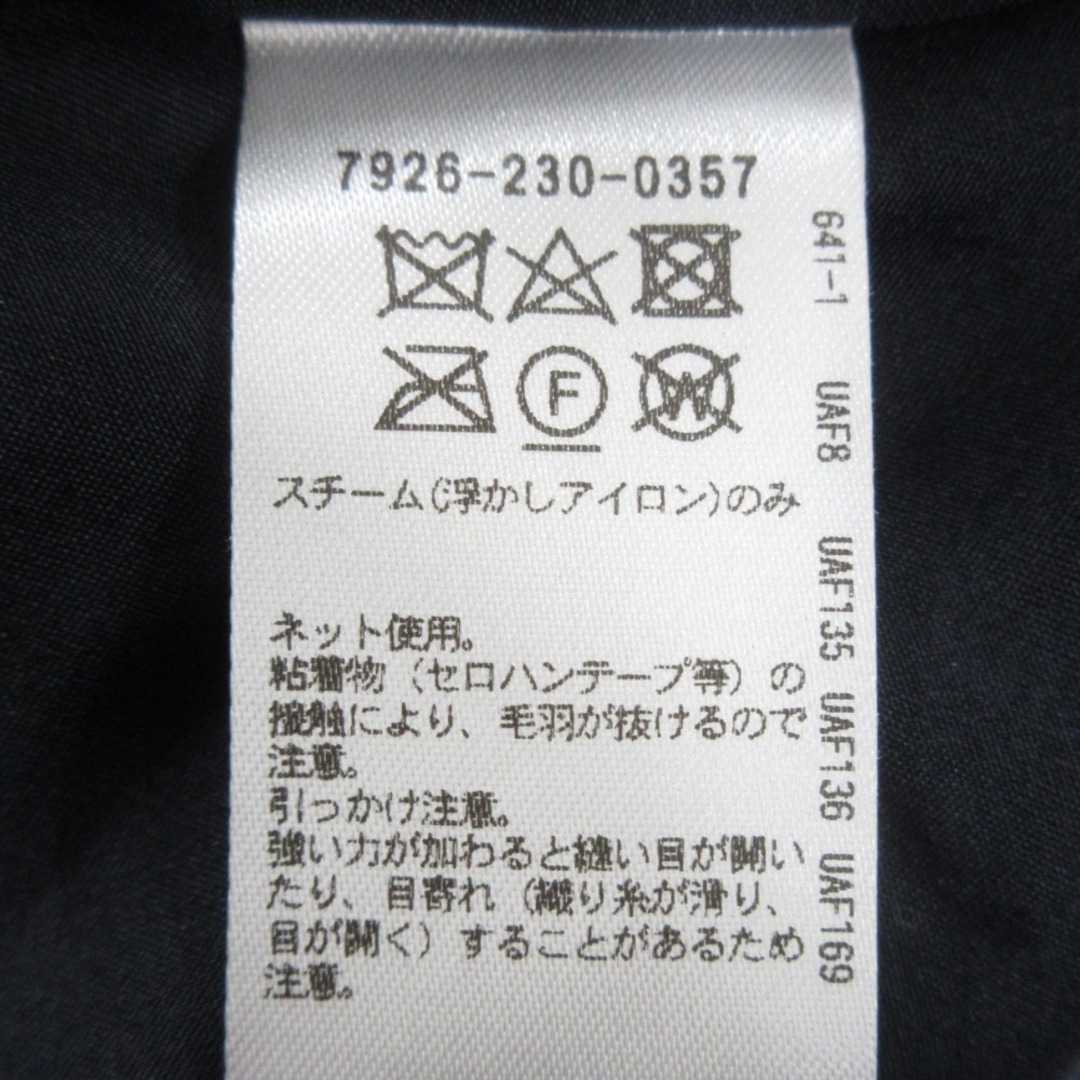 7926-230-0357
F
W
スチーム(浮かしアイロン)のみ
ネット使用。
粘着物（セロハンテープ等）の
接触により、毛羽が抜けるので
注意。
引っかけ注意。
強い力が加わると縫い目が開い
たり、目寄れ（織り糸が滑り、
目が開く）することがあるため
注意。
641-1 UAF8 UAF135 UAF136 UAF169